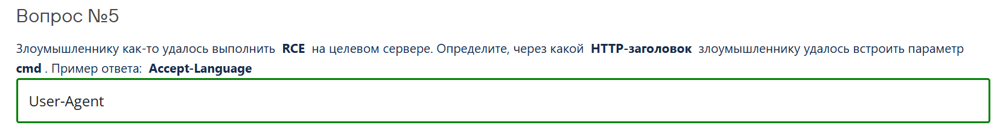 Вопрос №5
Злоумышленнику как-то удалось выполнить RCE на целевом сервере. Определите, через какой HTTP-заголовок злоумышленнику удалось встроить параметр
cmd . Пример ответа: Accept-Language
User-Agent